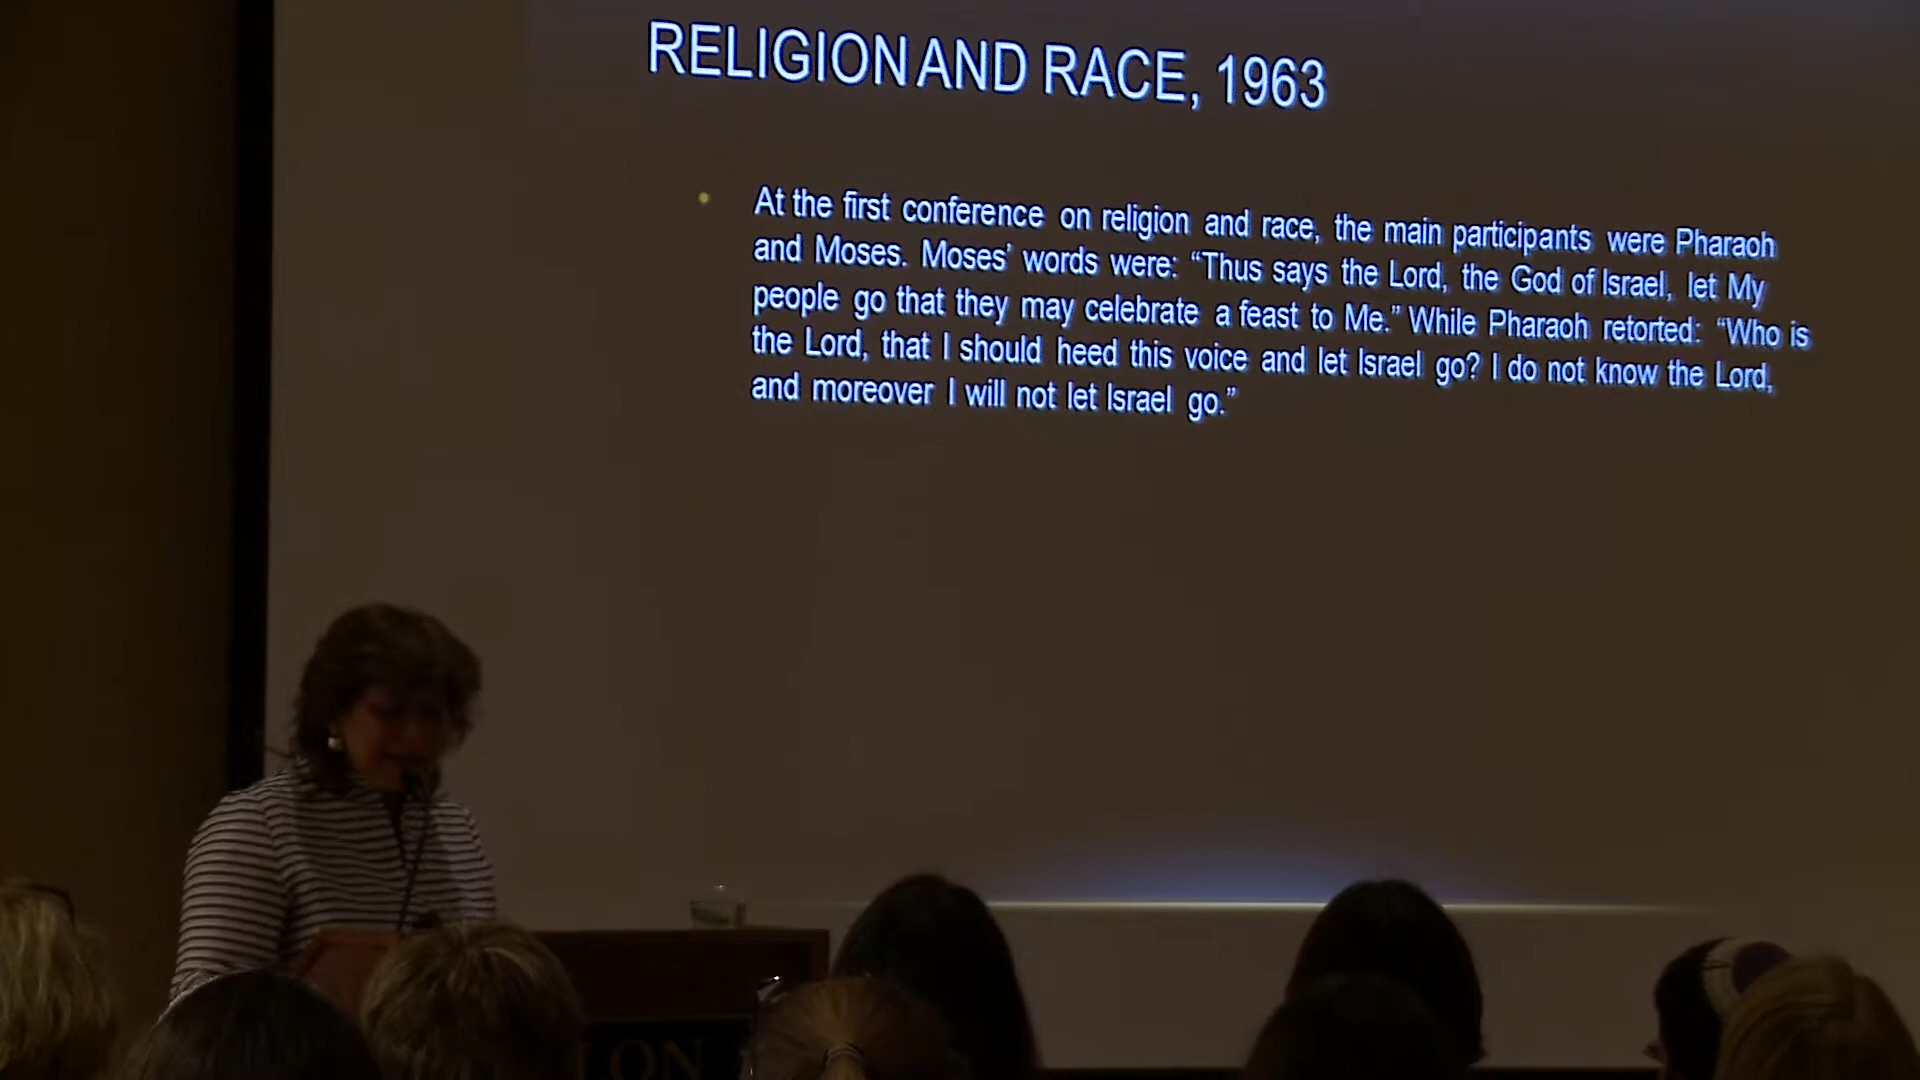 RELIGION AND RACE, 1963
• At the first conference on religion and race, the main participants were Pharaoh
and Moses. Moses’ words were: “Thus says the Lord, the God of Israel, let My
people go that they may celebrate a feast to Me.” While Pharaoh retorted: “Who is
the Lord, that I should heed this voice and let Israel go? I do not know the Lord,
and moreover I will not let Israel go.”